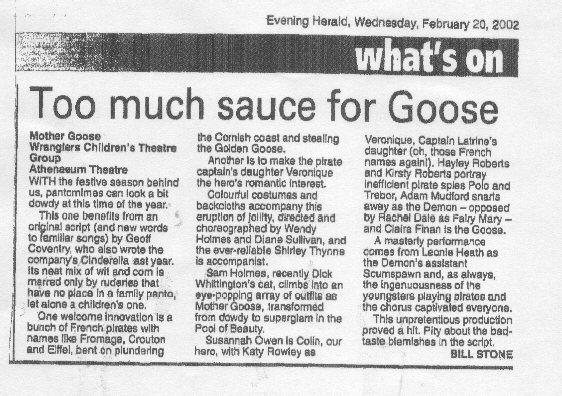 Evening Herald, Wednesday, February 20, 2002
what's on
Too much sauce for Goose
Mother Goose
Wranglers Children's Theatre
Group
Athenaeum Theatre
WITH the festive season behind
us, pantomimes can look a bit
dowdy at this time of the year.
This one benefits from an
original script (and new words
to familiar songs) by Geoff
Coventry, who also wrote the
company's Cinderella last year.
Its neat mix of wit and corn is
marred only by ruderies that
have no place in a family panto,
let alone a children's one.
One welcome innovation is a
bunch of French pirates with
names like Fromage, Crouton
and Eiffel, bent on plundering
the Cornish coast and stealing
the Golden Goose.
Another is to make the pirate
captain's daughter Veronique
the hero's romantic interest.
Colourful costumes and
backcloths accompany this
eruption of jollity, directed and
choreographed by Wendy
Holmes and Diane Sullivan, and
the ever-reliable Shirley Thynne
is accompanist.
Sam Holmes, recently Dick
Whittington's cat, climbs into an
eye-popping array of outfits as
Mother Goose, transformed
from dowdy to superglam in the
Pool of Beauty.
Susannah Owen is Colin, our
hero, with Katy Rowley as
Veronique, Captain Latrine's
daughter (oh, those French
names again!). Hayley Roberts
and Kirsty Roberts portray
inefficient pirate spies Polo and
Trebor, Adam Mudford snarls
away as the Demon – opposed
by Rachel Dale as Fairy Mary –
and Claira Finan is the Goose.
A masterly performance
comes from Leonie Heath as
the Demon's assistant
Scumspawn and, as always,
the ingenuousness of the
youngsters playing pirates and
the chorus captivated everyone.
This unpretentious production
proved a hit. Pity about the bad-
taste blemishes in the script.
BILL STONE